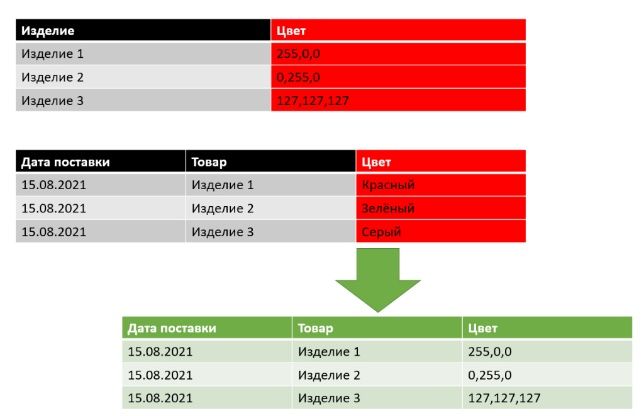 Изделие Цвет
Изделие 1 255,0,0
Изделие 2 0,255,0
Изделие 3 127,127,127
Дата поставки Товар Цвет
15.08.2021 Изделие 1 Красный
15.08.2021 Изделие 2 Зелёный
15.08.2021 Изделие 3 Серый
Дата поставки Товар Цвет
15.08.2021 Изделие 1 255,0,0
15.08.2021 Изделие 2 0,255,0
15.08.2021 Изделие 3 127,127,127